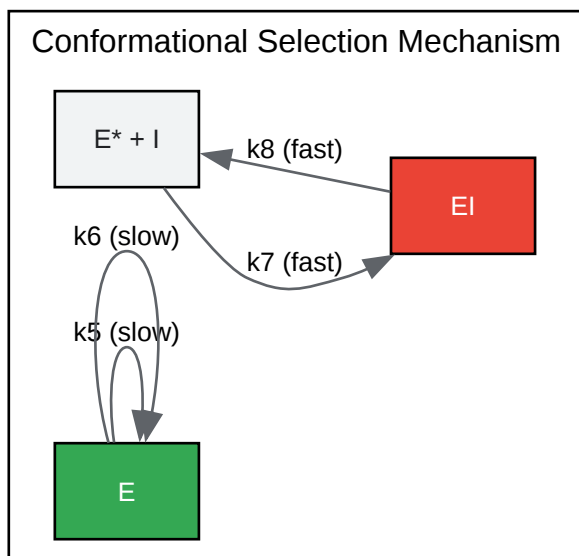 Conformational Selection Mechanism
E* + I
k8 (fast)
EI
k6 (slow)
k7 (fast)
k5 (slow)
E